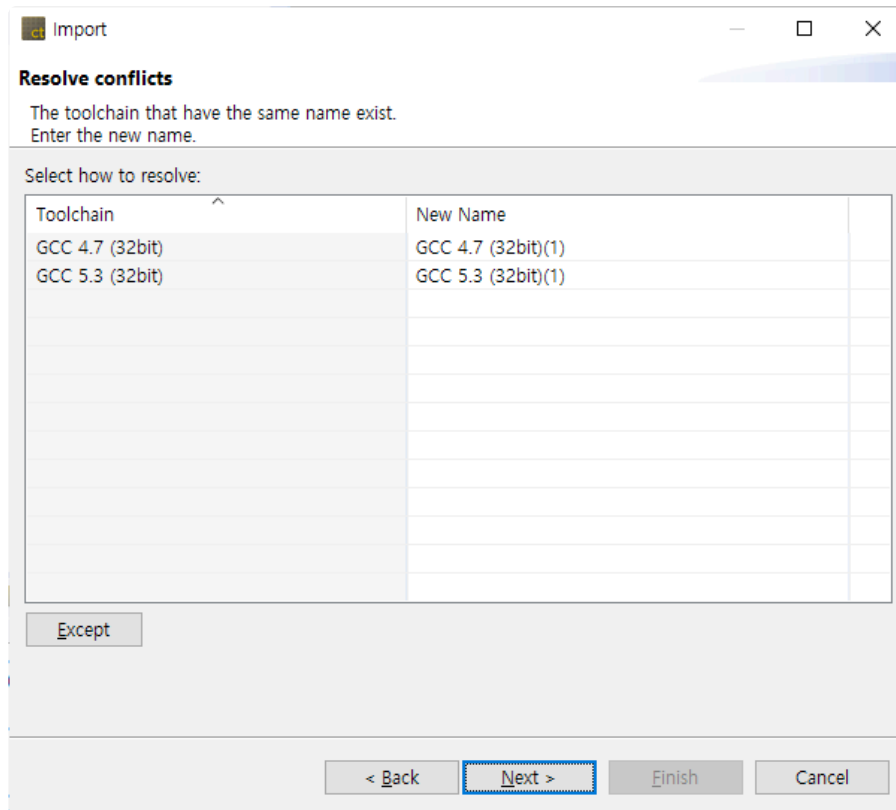 ct Import
Resolve conflicts
The toolchain that have the same name exist.
Enter the new name.
Select how to resolve:
Toolchain New Name
GCC 4.7 (32bit) GCC 4.7 (32bit)(1)
GCC 5.3 (32bit) GCC 5.3 (32bit)(1)
Except
< Back Next > Finish Cancel